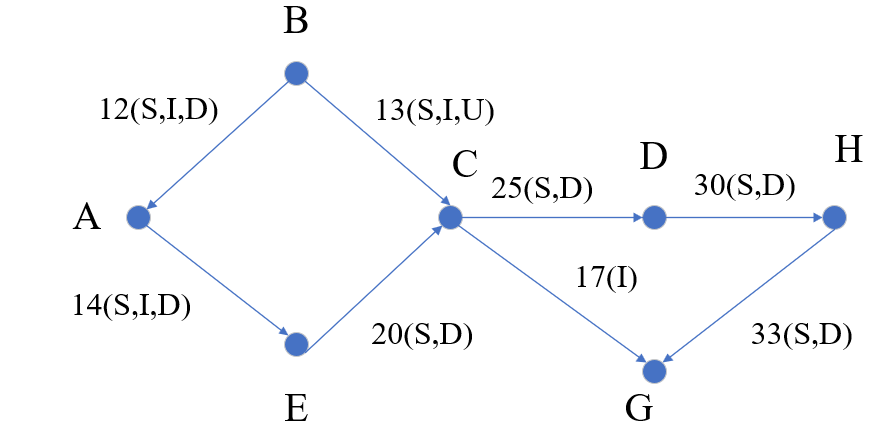 B
12(S,I,D)
13(S,I,U)
C
D
H
25(S,D)
30(S,D)
A
17(I)
14(S,I,D)
20(S,D)
33(S,D)
E
G